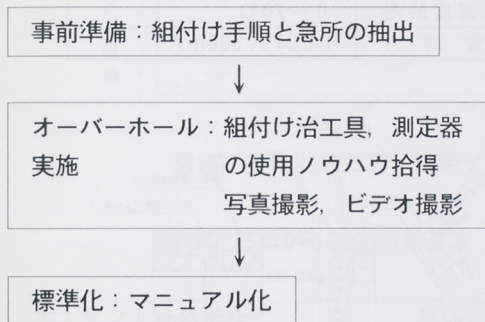 事前準備：組付け手順と急所の抽出
オーバーホール：組付け治工具，測定器
実施　　　　　　の使用ノウハウ拾得
写真撮影，ビデオ撮影
標準化：マニュアル化